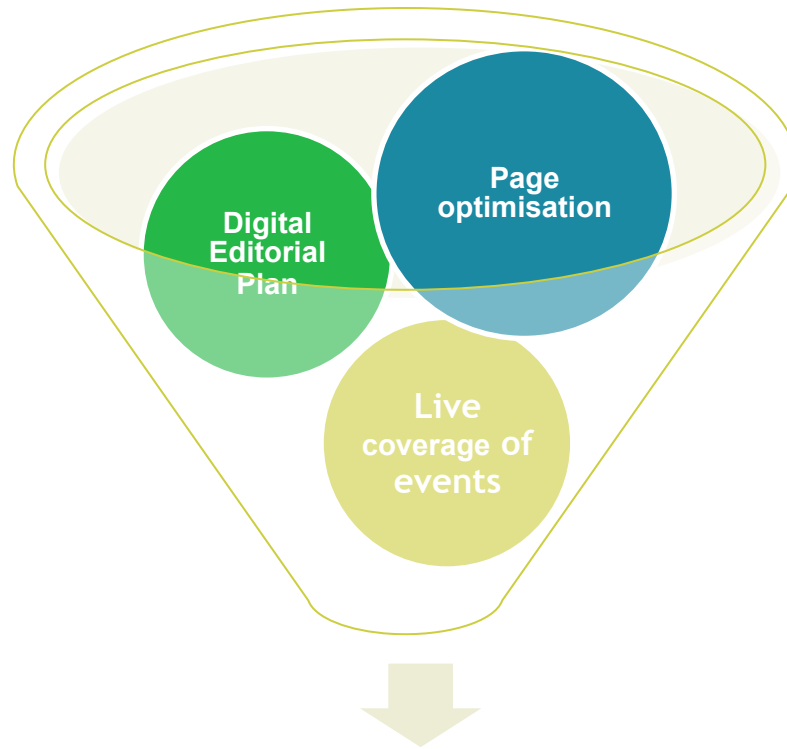 Digital
Editorial
Plan
Page
optimisation
Live
coverage of
events